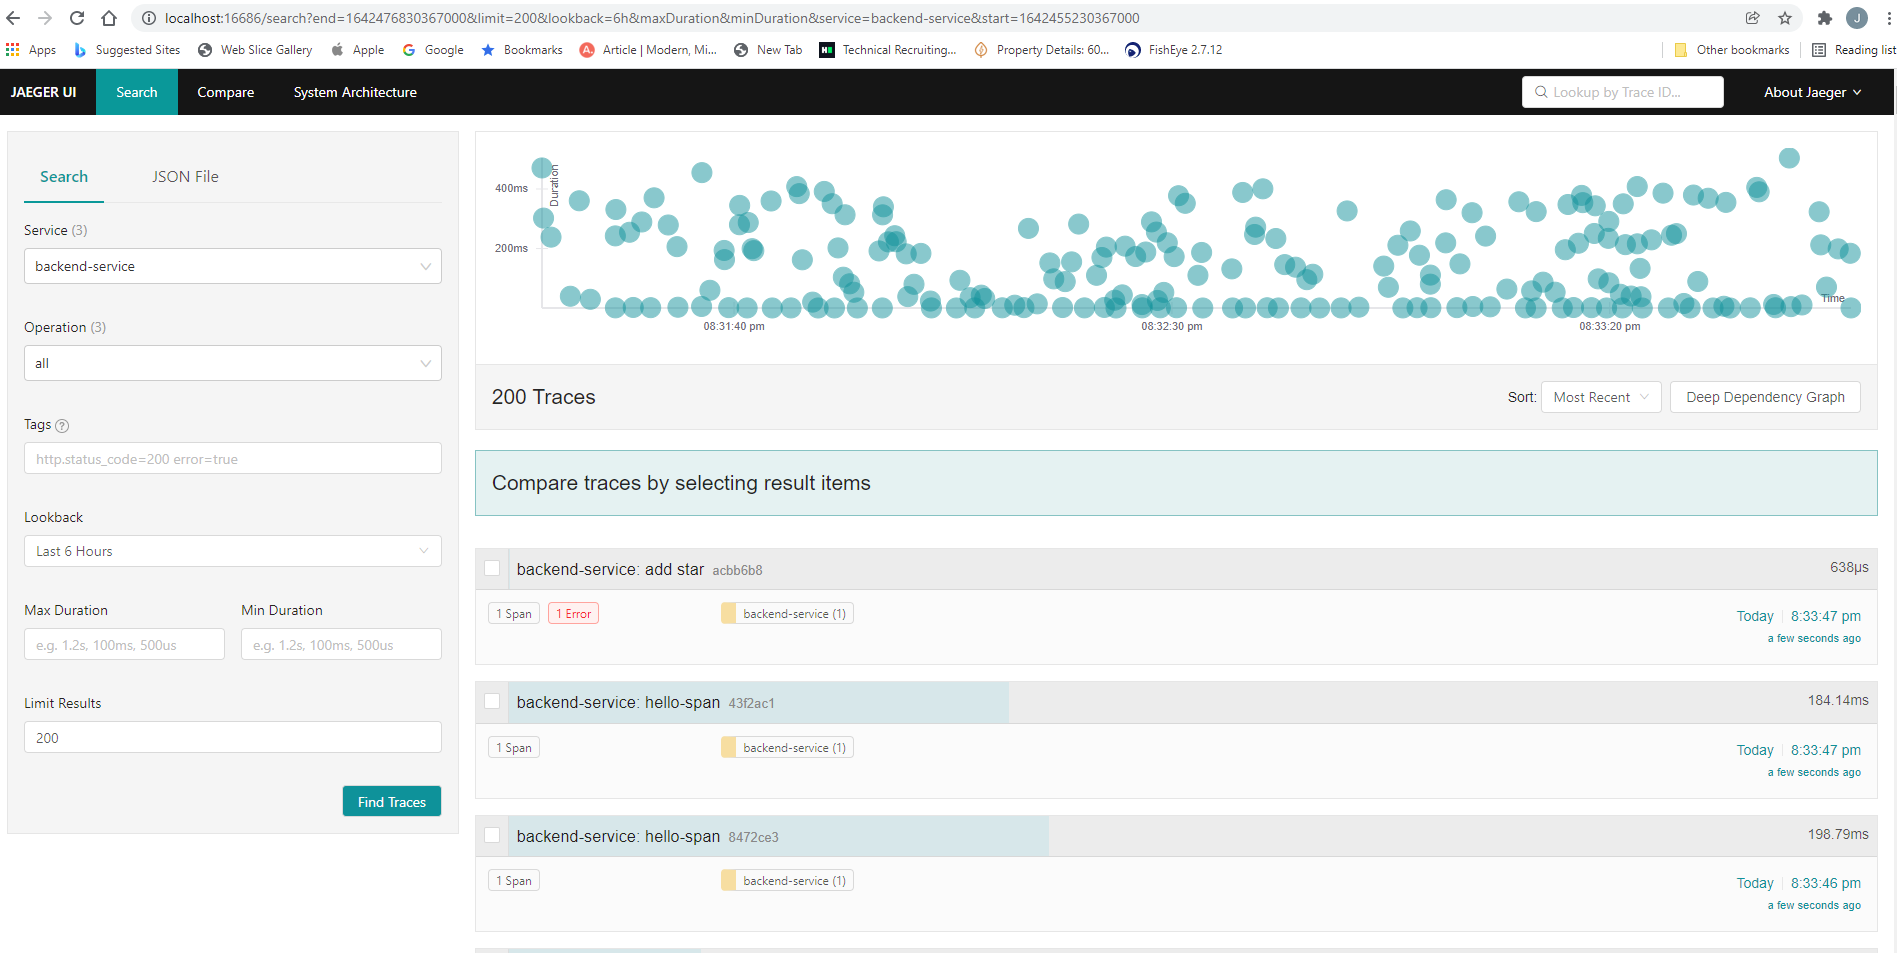 localhost:16686/search?end=1642476830367000&limit=200&lookback=6h&maxDuration&minDuration&service=backend-service&start=1642455230367000
J
Apps Suggested Sites Web Slice Gallery Apple Google Bookmarks Article | Modern, Mi... New Tab Technical Recruiting... Property Details: 60... FishEye 2.7.12 Other bookmarks Reading list
JAEGER UI Search Compare System Architecture Lookup by Trace ID... About Jaeger
Search JSON File
Service (3)
backend-service
Operation (3)
all
Tags ?
http.status_code=200 error=true
Lookback
Last 6 Hours
Max Duration Min Duration
e.g. 1.2s, 100ms, 500us e.g. 1.2s, 100ms, 500us
Limit Results
200
Find Traces
Duration
400ms
200ms
Time
08:31:40 pm 08:32:30 pm 08:33:20 pm
200 Traces Sort: Most Recent Deep Dependency Graph
Compare traces by selecting result items
backend-service: add star acbb6b8 638μs
1 Span 1 Error backend-service (1) Today 8:33:47 pm
a few seconds ago
backend-service: hello-span 43f2ac1 184.14ms
1 Span backend-service (1) Today 8:33:47 pm
a few seconds ago
backend-service: hello-span 8472ce3 198.79ms
1 Span backend-service (1) Today 8:33:46 pm
a few seconds ago